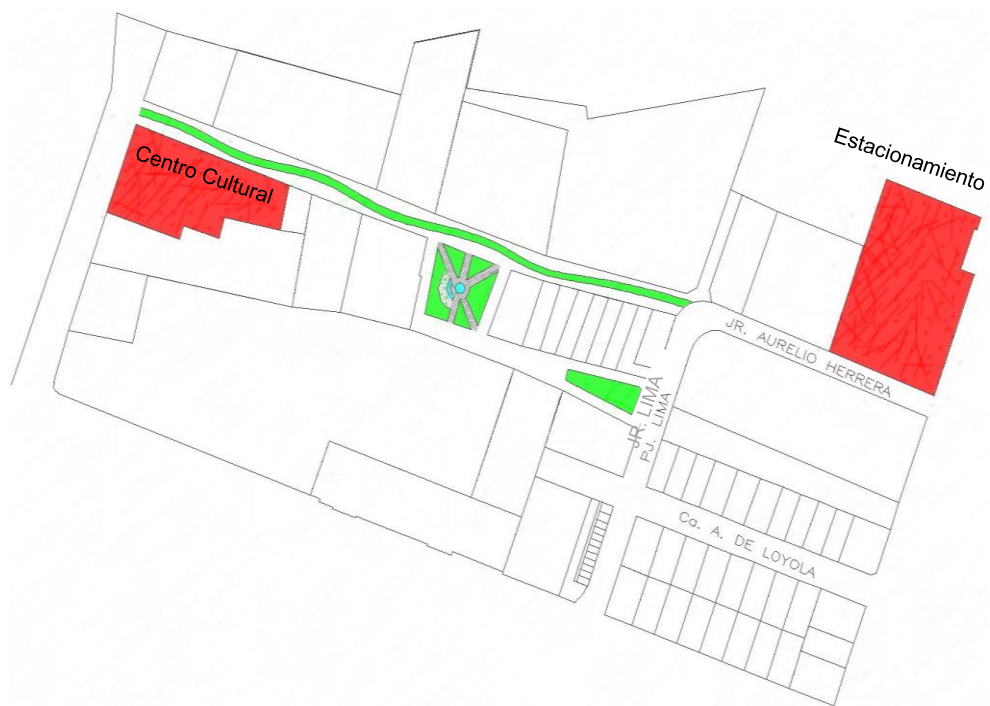 Estacionamiento
Centro Cultural
JR. AURELIO HERRERA
JR. LIMA
PJ. LIMA
Ca. A. DE LOYOLA